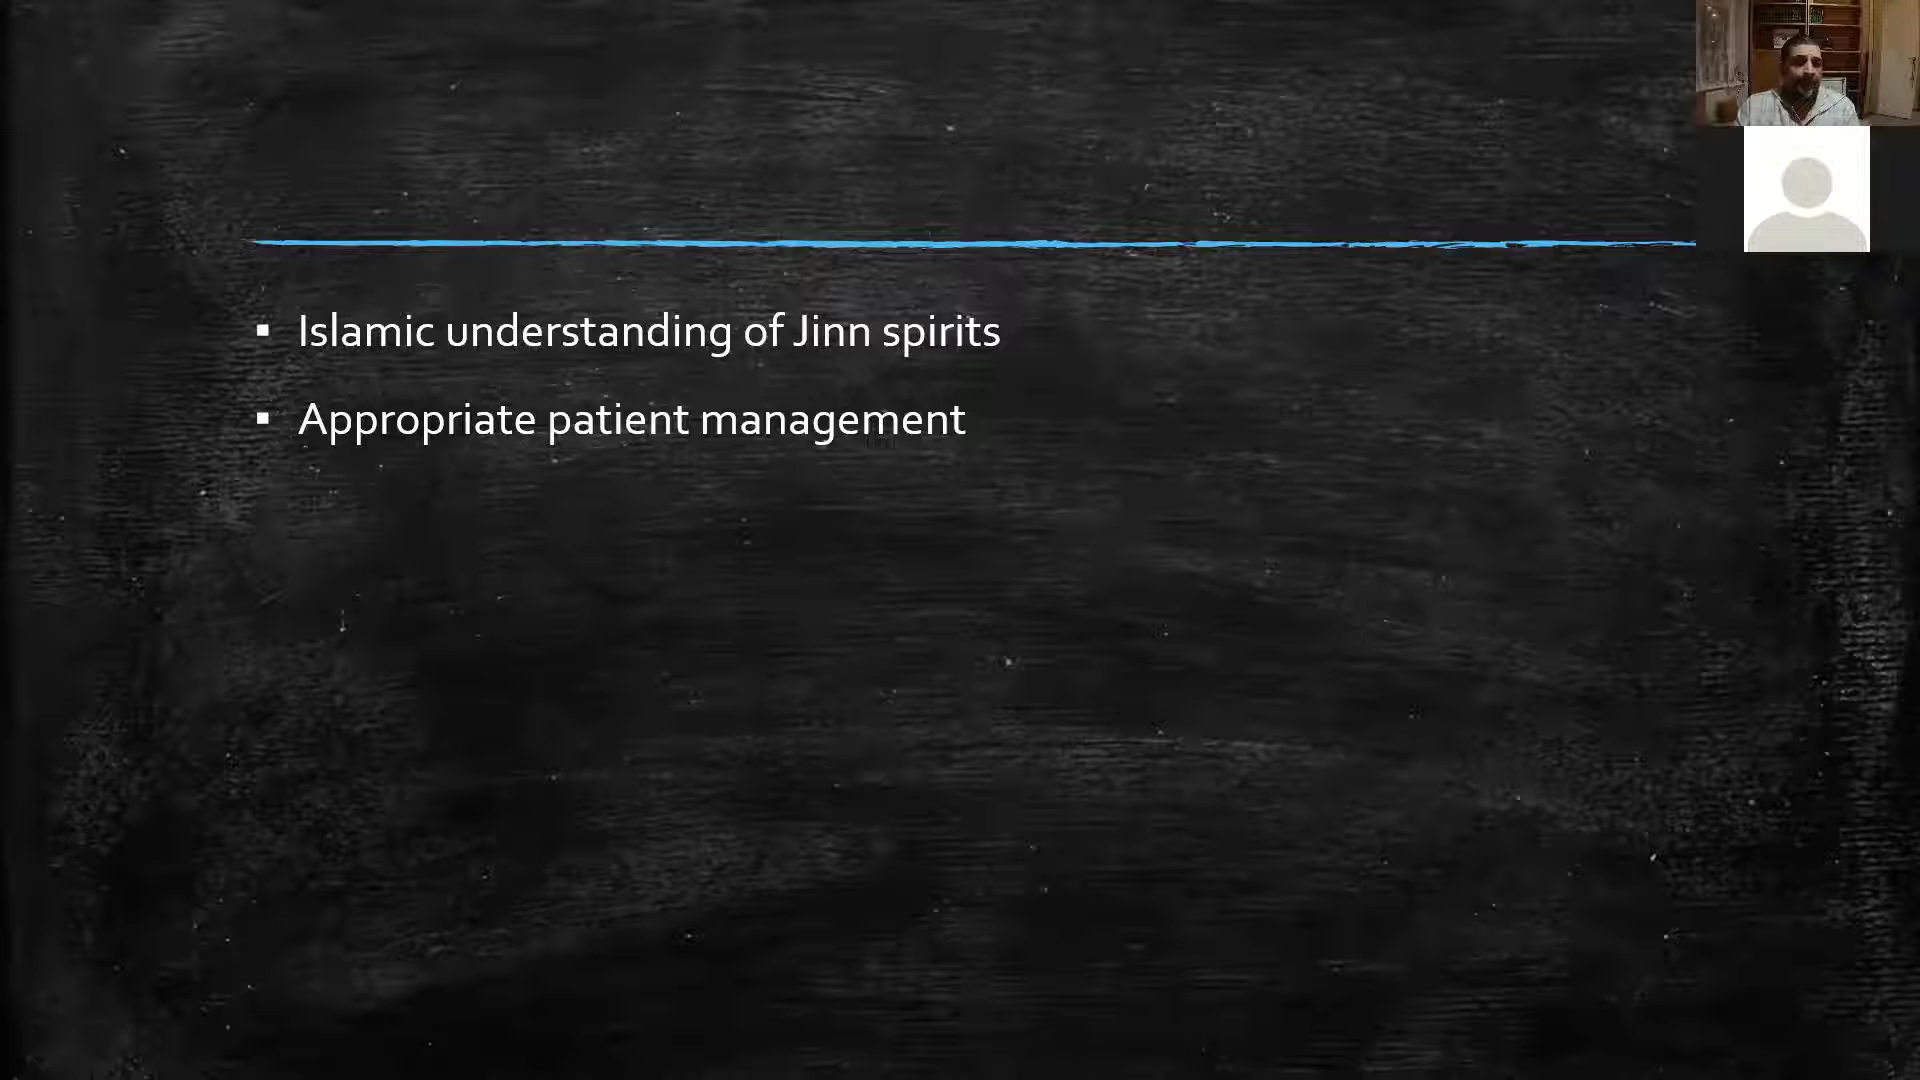 ▪ Islamic understanding of Jinn spirits
▪ Appropriate patient management